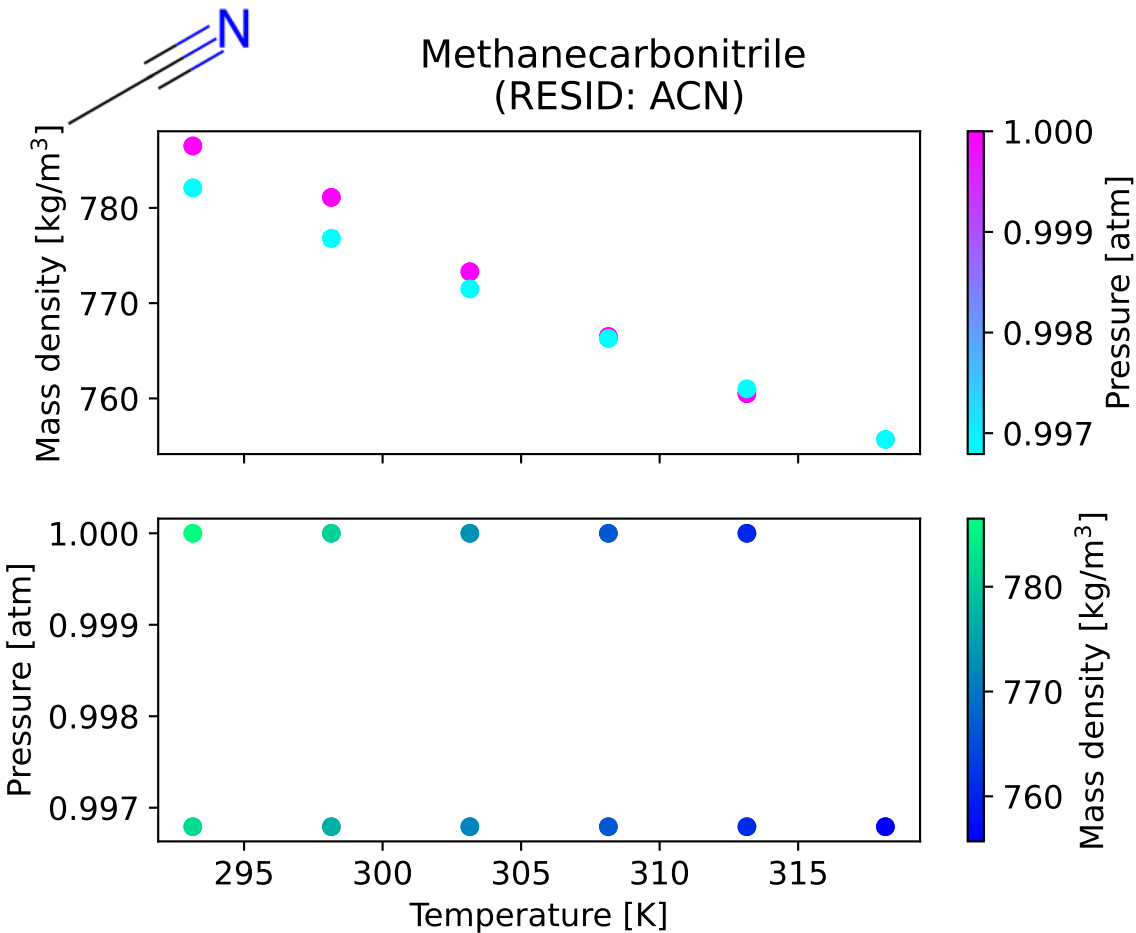 N
Methanecarbonitrile
(RESID: ACN)
Mass density [kg/m³]
780
770
760
1.000
0.999
0.998
0.997
Pressure [atm]
Pressure [atm]
1.000
0.999
0.998
0.997
295
300
305
310
315
Temperature [K]
780
770
760
Mass density [kg/m³]